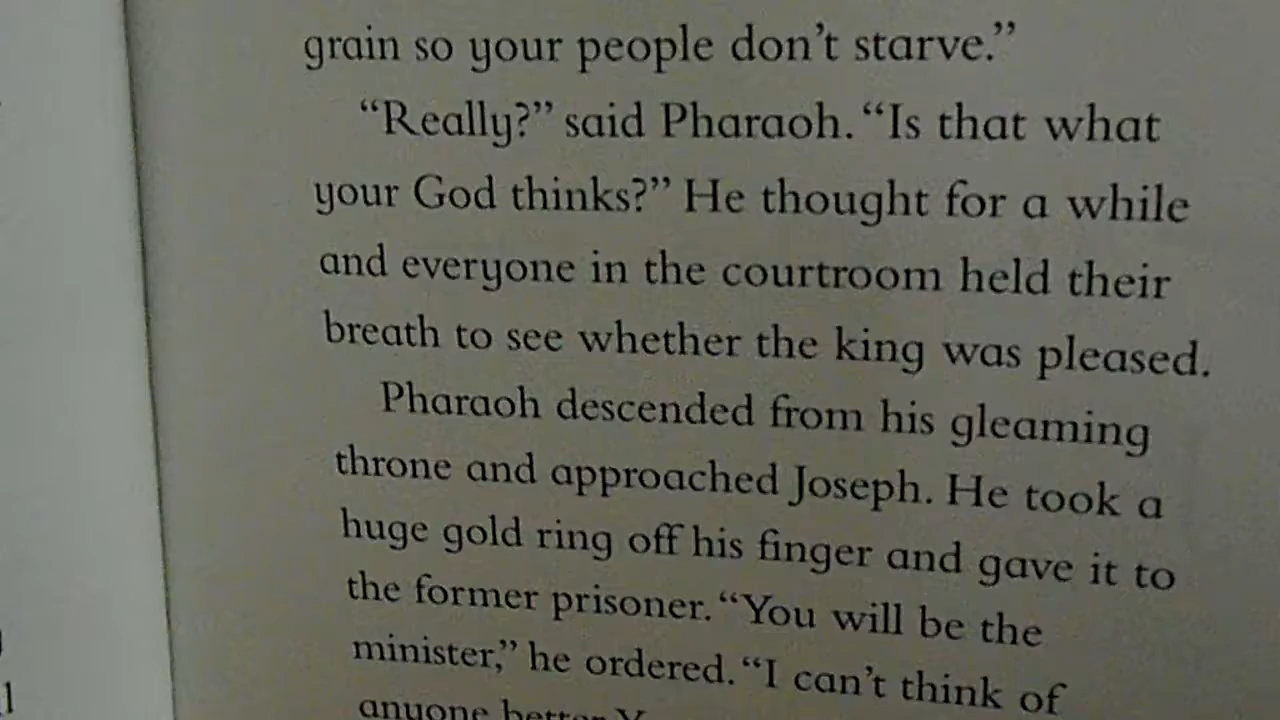 grain so your people don't starve.”
“Really?” said Pharaoh. “Is that what
your God thinks?” He thought for a while
and everyone in the courtroom held their
breath to see whether the king was pleased.
Pharaoh descended from his gleaming
throne and approached Joseph. He took a
huge gold ring off his finger and gave it to
the former prisoner. “You will be the
minister,” he ordered. “I can't think of
anyone better